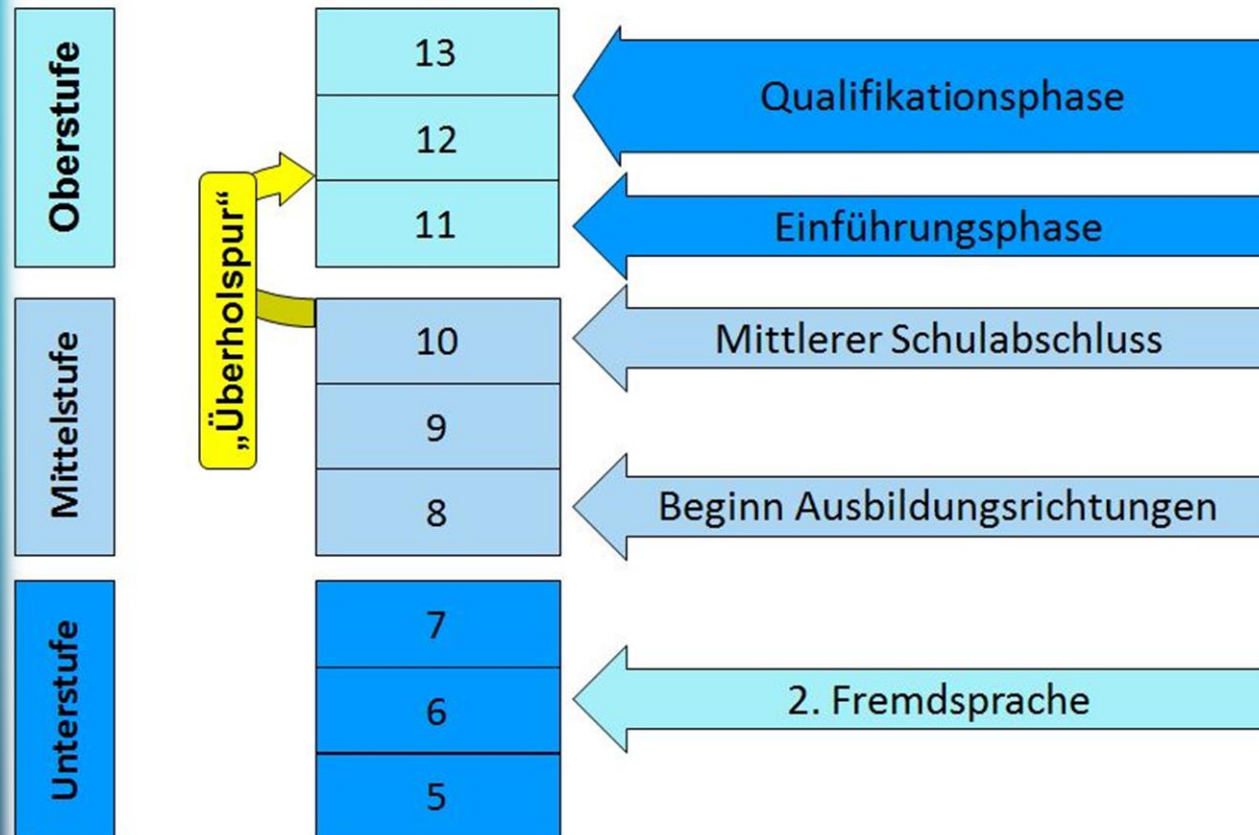 Oberstufe
13
12
11
Qualifikationsphase
Einführungsphase
„Überholspur“
Mittelstufe
10
9
8
Mittlerer Schulabschluss
Beginn Ausbildungsrichtungen
Unterstufe
7
6
5
2. Fremdsprache